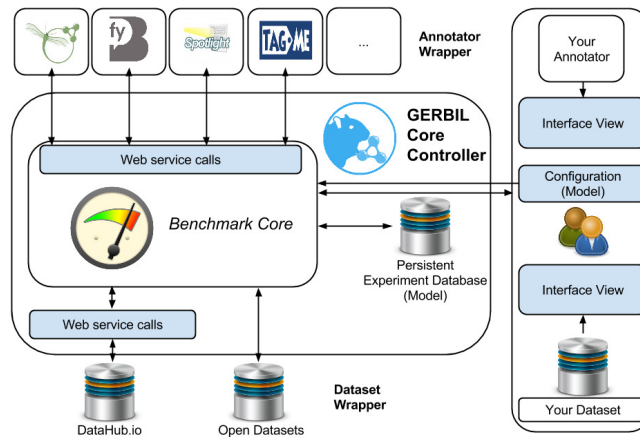 fy
Spotlight
TAG ME
...
Annotator
Wrapper
Your
Annotator
GERBIL
Core
Controller
Interface View
Web service calls
Configuration
(Model)
Benchmark Core
Persistent
Experiment Database
(Model)
Interface View
Web service calls
Dataset
Wrapper
DataHub.io
Open Datasets
Your Dataset